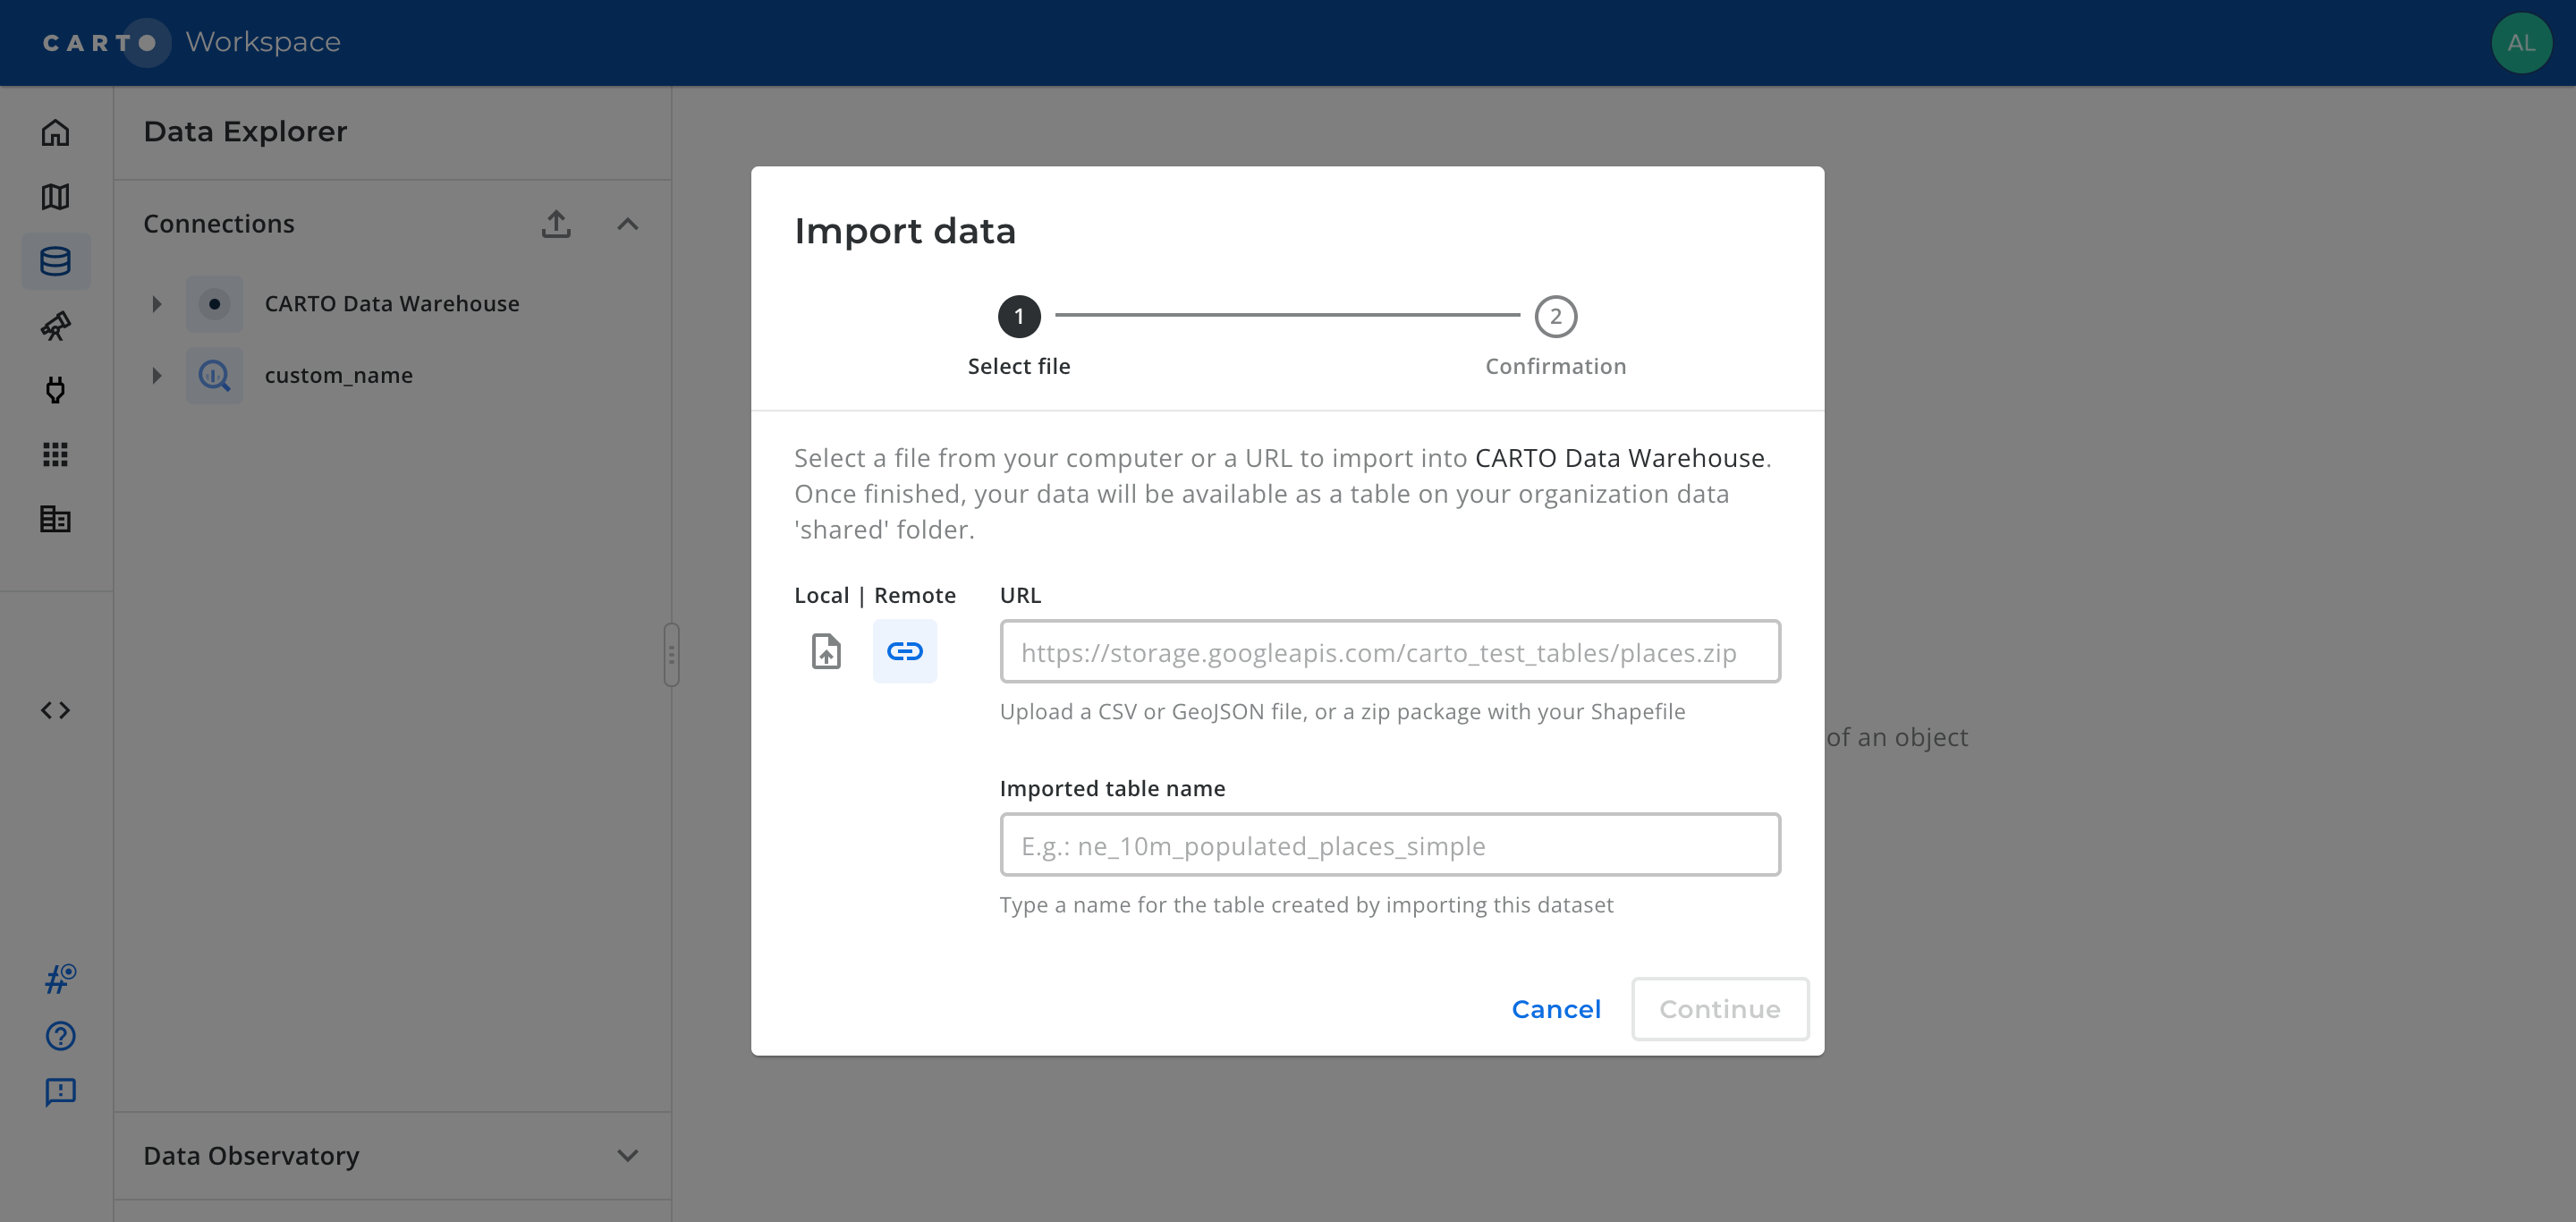 CARTO Workspace
AL
Data Explorer
Connections
CARTO Data Warehouse
custom_name
Data Observatory
of an object
Import data
1
2
Select file
Confirmation
Select a file from your computer or a URL to import into CARTO Data Warehouse.
Once finished, your data will be available as a table on your organization data
'shared' folder.
Local | Remote
URL
https://storage.googleapis.com/carto_test_tables/places.zip
Upload a CSV or GeoJSON file, or a zip package with your Shapefile
Imported table name
E.g.: ne_10m_populated_places_simple
Type a name for the table created by importing this dataset
Cancel
Continue